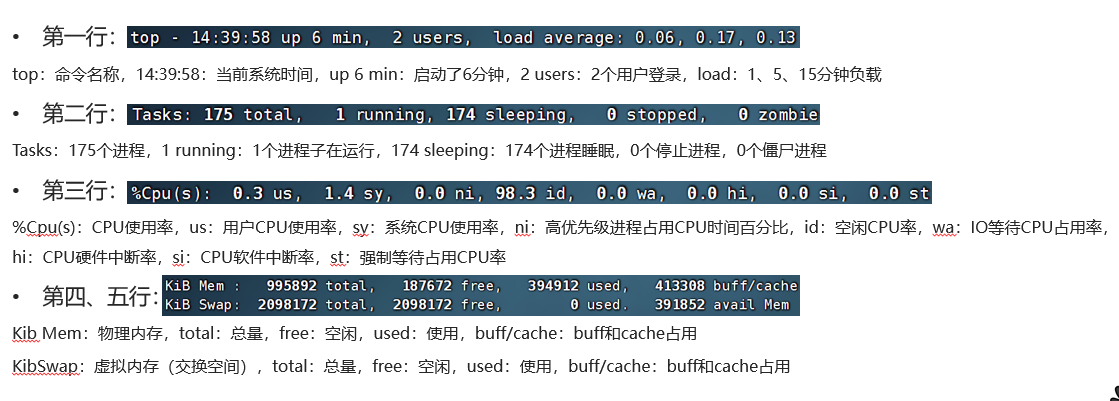 • 第一行：top - 14:39:58 up 6 min,  2 users,  load average: 0.06, 0.17, 0.13
top：命令名称，14:39:58：当前系统时间，up 6 min：启动了6分钟，2 users：2个用户登录，load：1、5、15分钟负载
• 第二行：Tasks: 175 total,   1 running, 174 sleeping,   0 stopped,   0 zombie
Tasks：175个进程，1 running：1个进程子在运行，174 sleeping：174个进程睡眠，0个停止进程，0个僵尸进程
• 第三行：%Cpu(s):  0.3 us,  1.4 sy,  0.0 ni, 98.3 id,  0.0 wa,  0.0 hi,  0.0 si,  0.0 st
%Cpu(s)：CPU使用率，us：用户CPU使用率，sy：系统CPU使用率，ni：高优先级进程占用CPU时间百分比，id：空闲CPU率，wa：IO等待CPU占用率，
hi：CPU硬件中断率，si：CPU软件中断率，st：强制等待占用CPU率
• 第四、五行：KiB Mem :   995892 total,   187672 free,   394912 used,   413308 buff/cache
KiB Swap:  2098172 total,  2098172 free,        0 used.   391852 avail Mem
Kib Mem：物理内存，total：总量，free：空闲，used：使用，buff/cache：buff和cache占用
KibSwap：虚拟内存（交换空间）,total：总量，free：空闲，used：使用，buff/cache：buff和cache占用